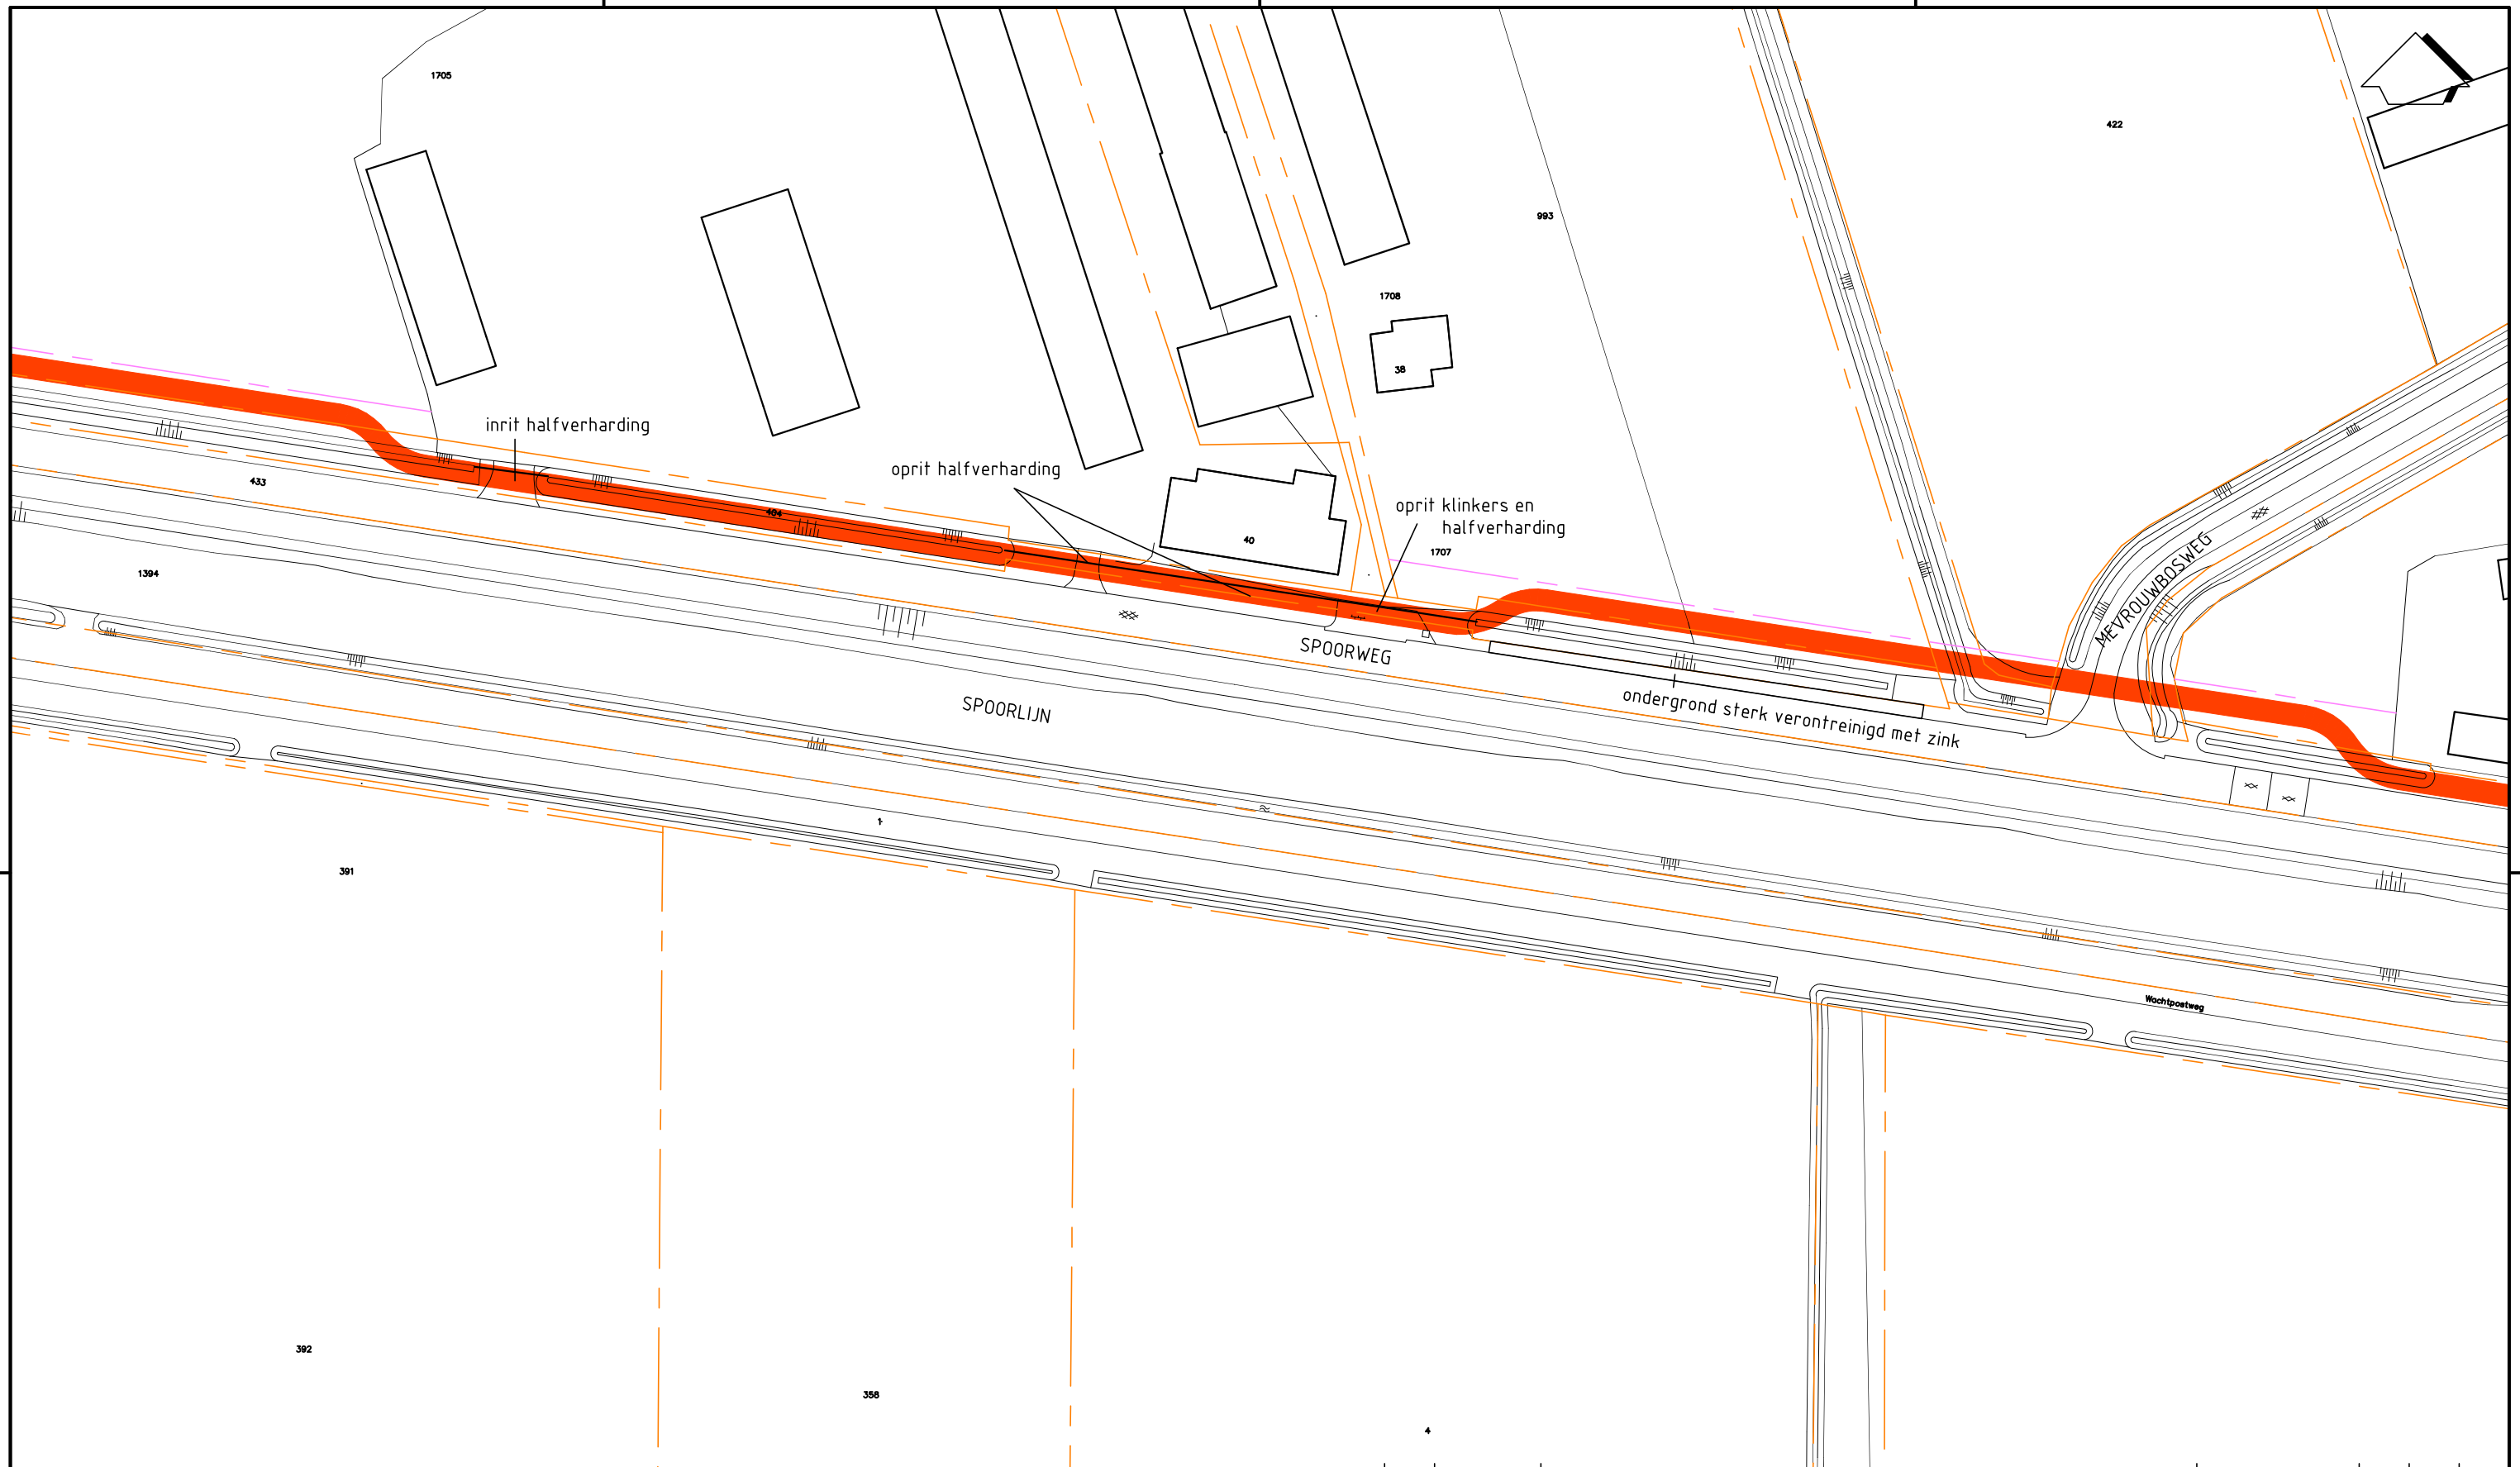 1705
422
993
1708
38
inrit halfverharding
oprit halfverharding
433
404
oprit klinkers en
halfverharding
40
1707
1394
MEVROUWBOSWEG
SPOORWEG
SPOORLIJN
ondergrond sterk verontreinigd met zink
1
391
Wachtpostweg
392
358
4